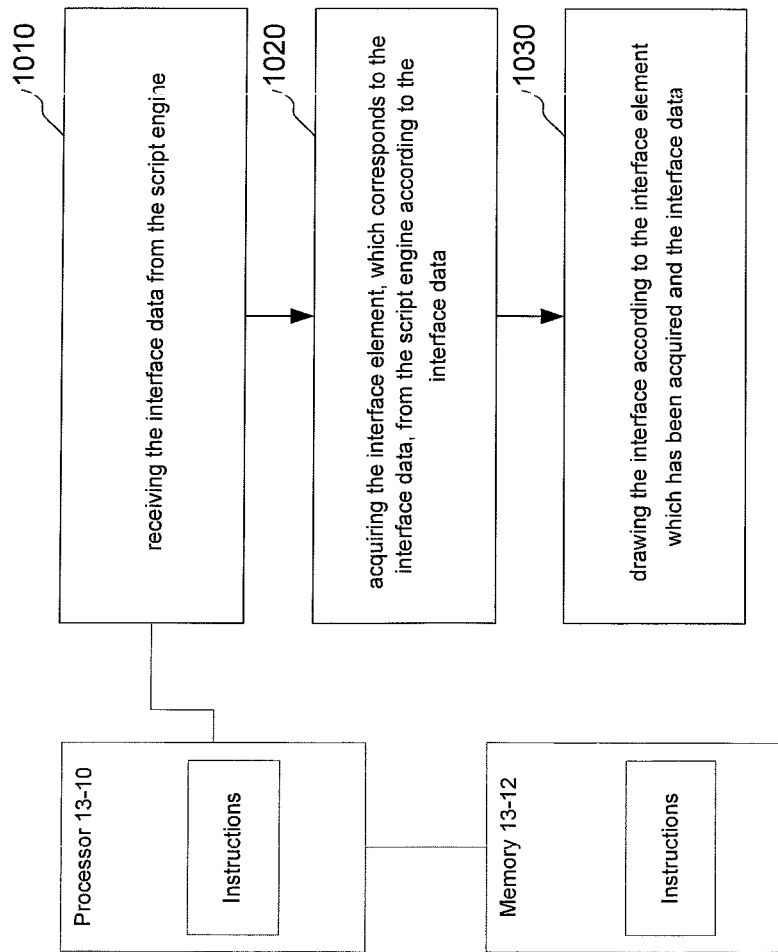 1010
receiving the interface data from the script engine
1020
acquiring the interface element, which corresponds to the
interface data, from the script engine according to the
interface data
1030
drawing the interface according to the interface element
which has been acquired and the interface data
Processor 13-10
Instructions
Memory 13-12
Instructions